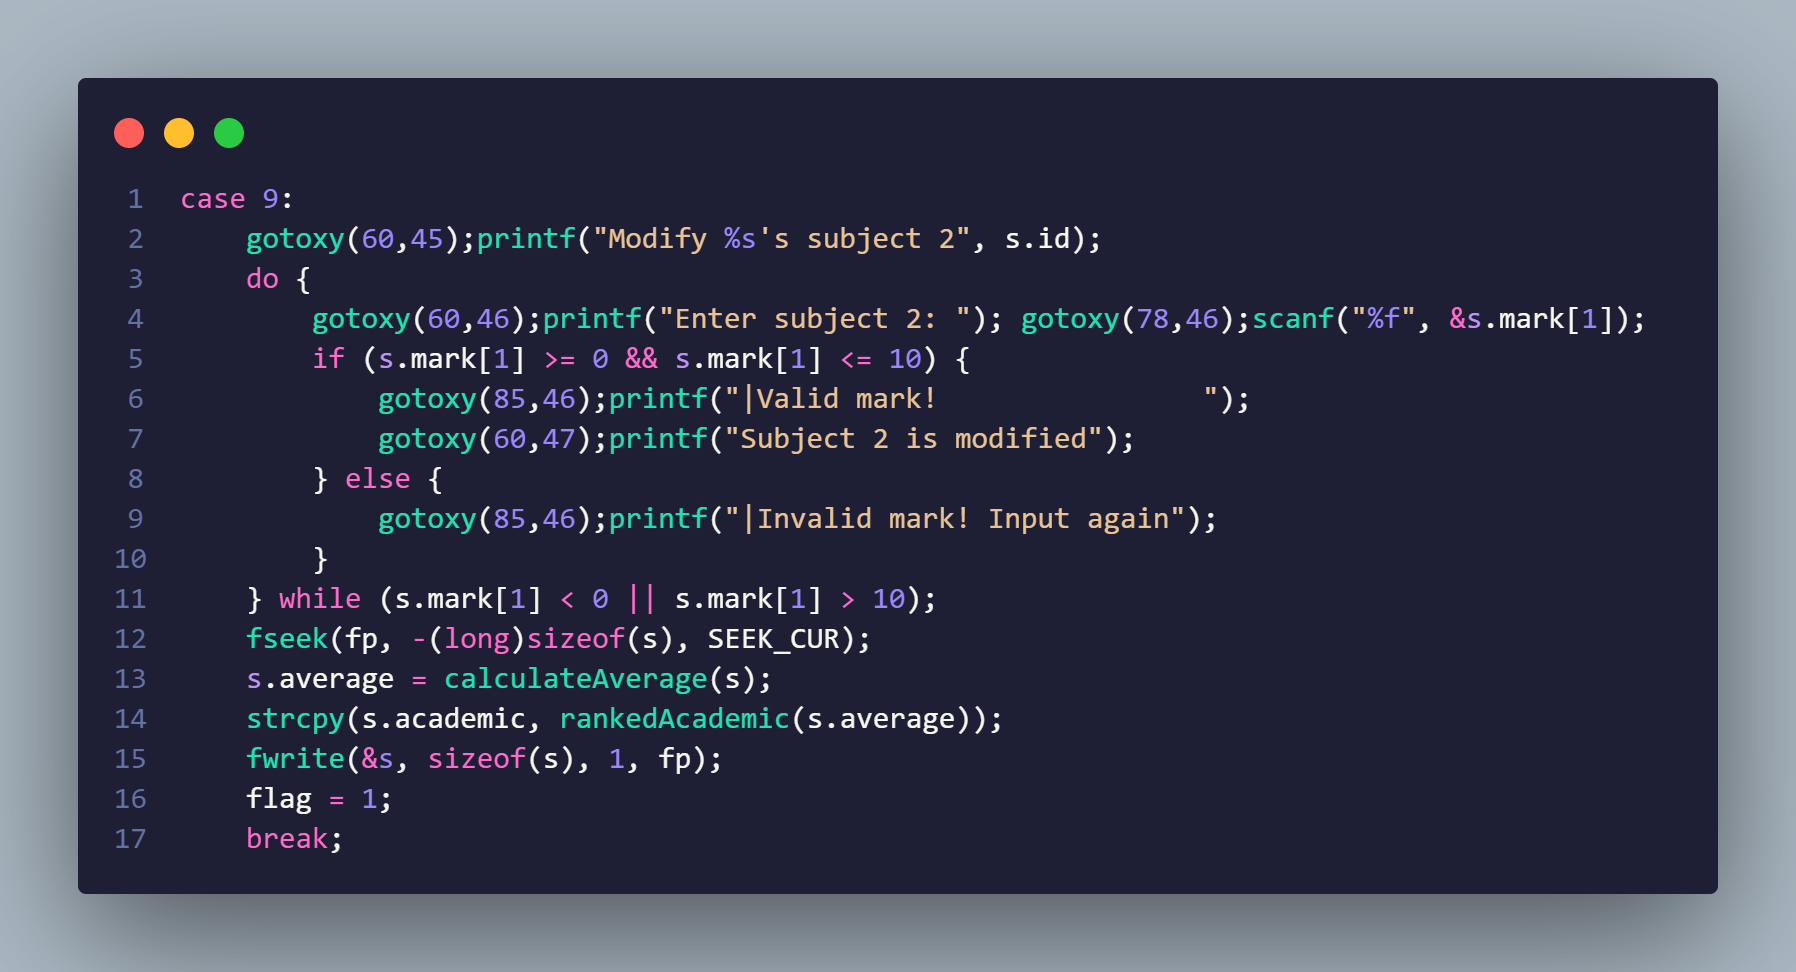 1 case 9:
2     gotoxy(60,45);printf("Modify %s's subject 2", s.id);
3     do {
4         gotoxy(60,46);printf("Enter subject 2: "); gotoxy(78,46);scanf("%f", &s.mark[1]);
5         if (s.mark[1] >= 0 && s.mark[1] <= 10) {
6             gotoxy(85,46);printf("|Valid mark!                ");
7             gotoxy(60,47);printf("Subject 2 is modified");
8         } else {
9             gotoxy(85,46);printf("|Invalid mark! Input again");
10         }
11     } while (s.mark[1] < 0 || s.mark[1] > 10);
12     fseek(fp, -(long)sizeof(s), SEEK_CUR);
13     s.average = calculateAverage(s);
14     strcpy(s.academic, rankedAcademic(s.average));
15     fwrite(&s, sizeof(s), 1, fp);
16     flag = 1;
17     break;